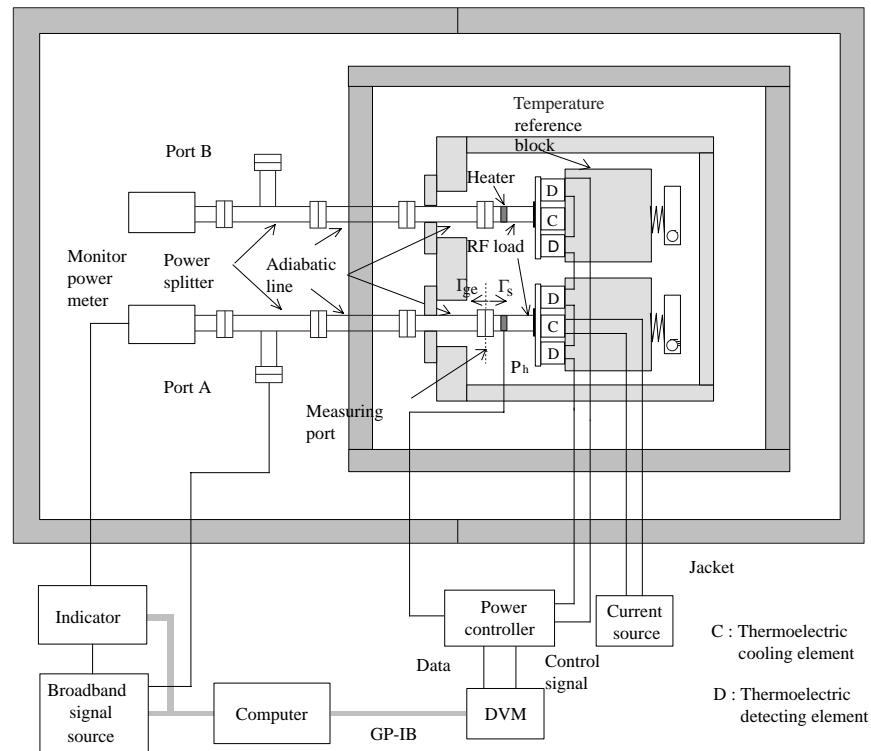 Temperature
reference
block
Port B
Heater
D
C
D
Monitor
power
meter
Power
splitter
Adiabatic
line
RF load
Γge
Γs
D
C
D
Ph
Port A
Measuring
port
Jacket
Indicator
Power
controller
Current
source
C : Thermoelectric
cooling element
Data
Control
signal
Broadband
signal
source
Computer
GP-IB
DVM
D : Thermoelectric
detecting element